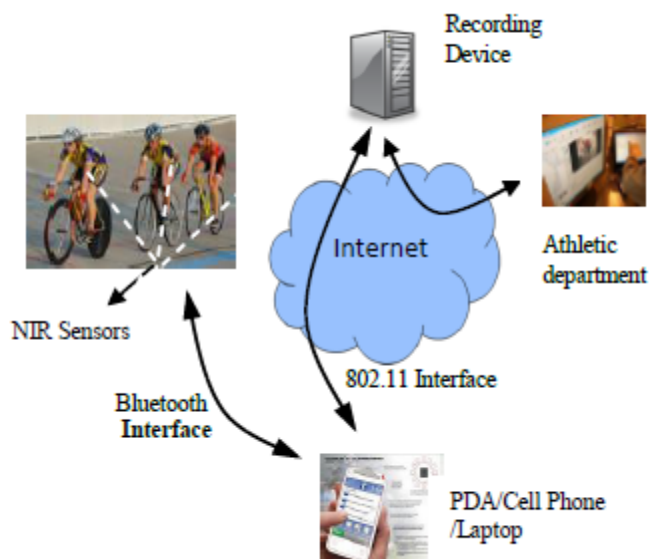 Recording
Device
Internet
Athletic
department
NIR Sensors
802.11 Interface
Bluetooth
Interface
PDA/Cell Phone
/Laptop